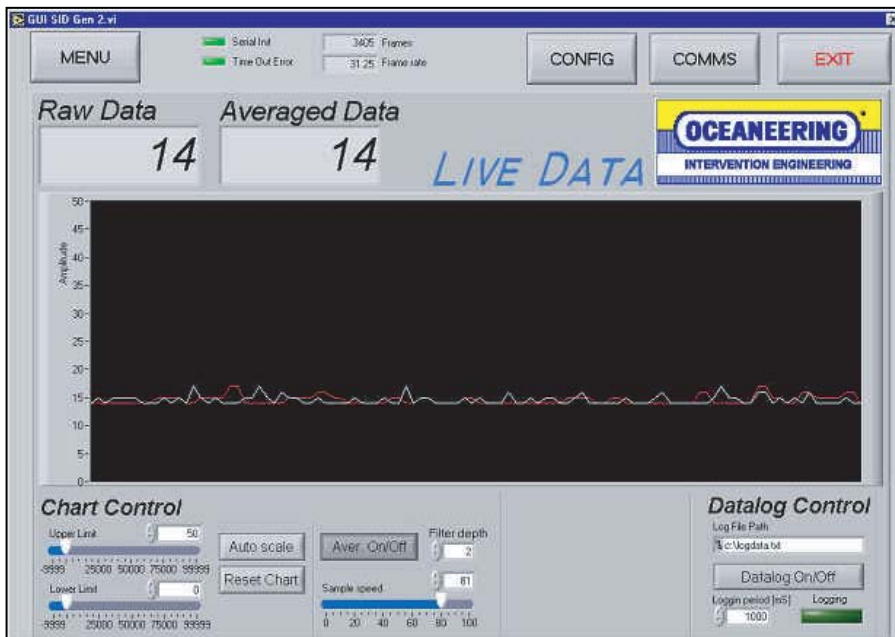 GUI SID Gen 2.vi
MENU
Serial Init
Time Out Error
3405 Frames
31.25 Frame rate
CONFIG
COMMS
EXIT
Raw Data
14
Averaged Data
14
LIVE DATA
OCEANEERING
INTERVENTION ENGINEERING
Amplitude
50
45
40
35
30
25
20
15
10
5
0
Chart Control
Upper Limit
50
-9999 25000 50000 75000 99999
Lower Limit
0
-9999 25000 50000 75000 99999
Auto scale
Reset Chart
Aver. On/Off
Filter depth
2
Sample speed
81
0 20 40 60 80 100
Datalog Control
Log File Path
c:\logdata.txt
Datalog On/Off
Loggin period [mS]
1000
Logging